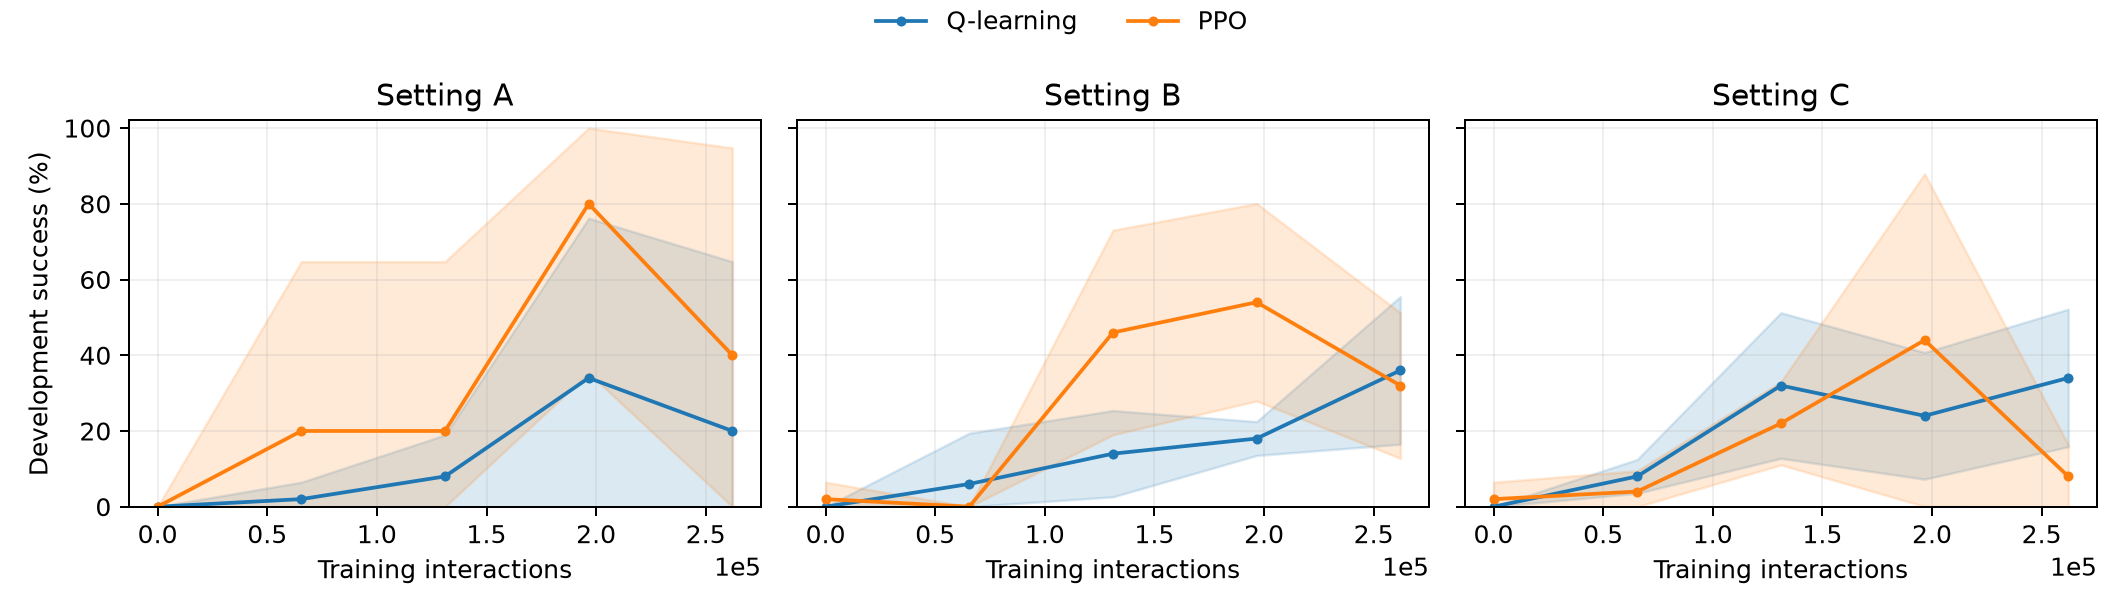 Q-learning PPO
Setting A Setting B Setting C
Development success (%)
100
80
60
40
20
0
0.0 0.5 1.0 1.5 2.0 2.5
1e5
Training interactions
0.0 0.5 1.0 1.5 2.0 2.5
1e5
Training interactions
0.0 0.5 1.0 1.5 2.0 2.5
1e5
Training interactions